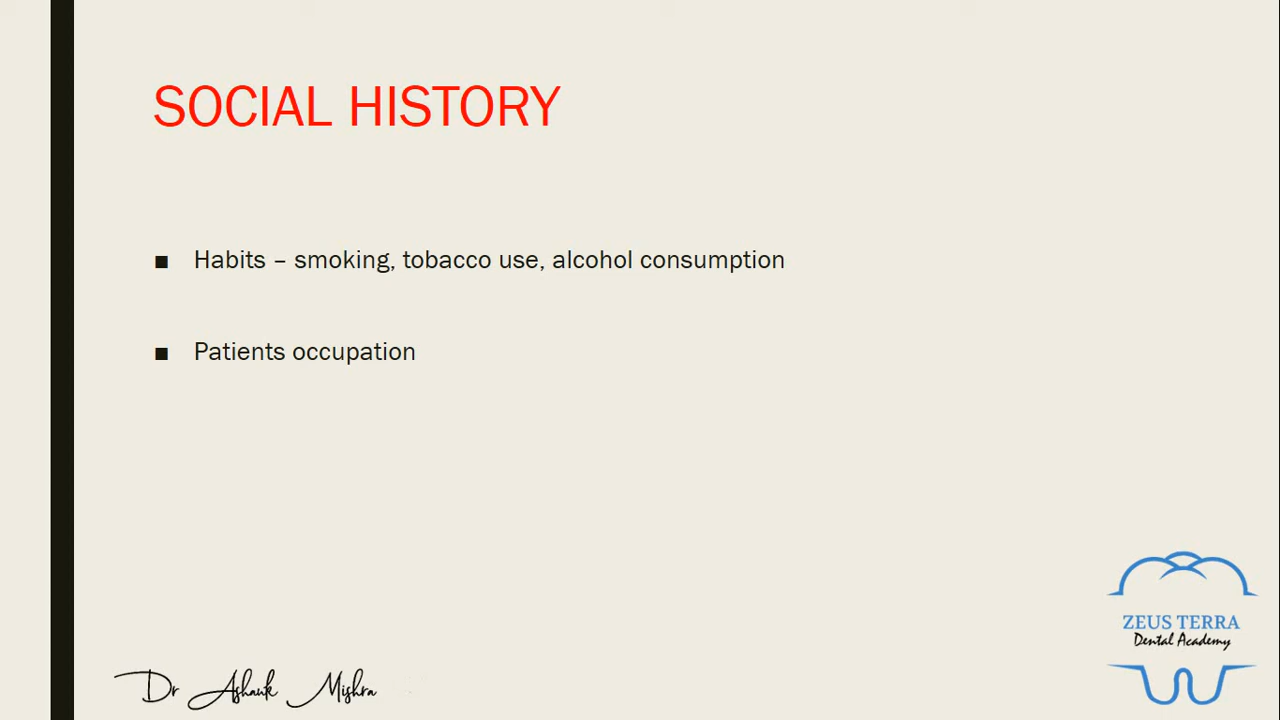 SOCIAL HISTORY
■ Habits – smoking, tobacco use, alcohol consumption
■ Patients occupation
ZEUS TERRA
Dental Academy
Dr Ashank Mishra